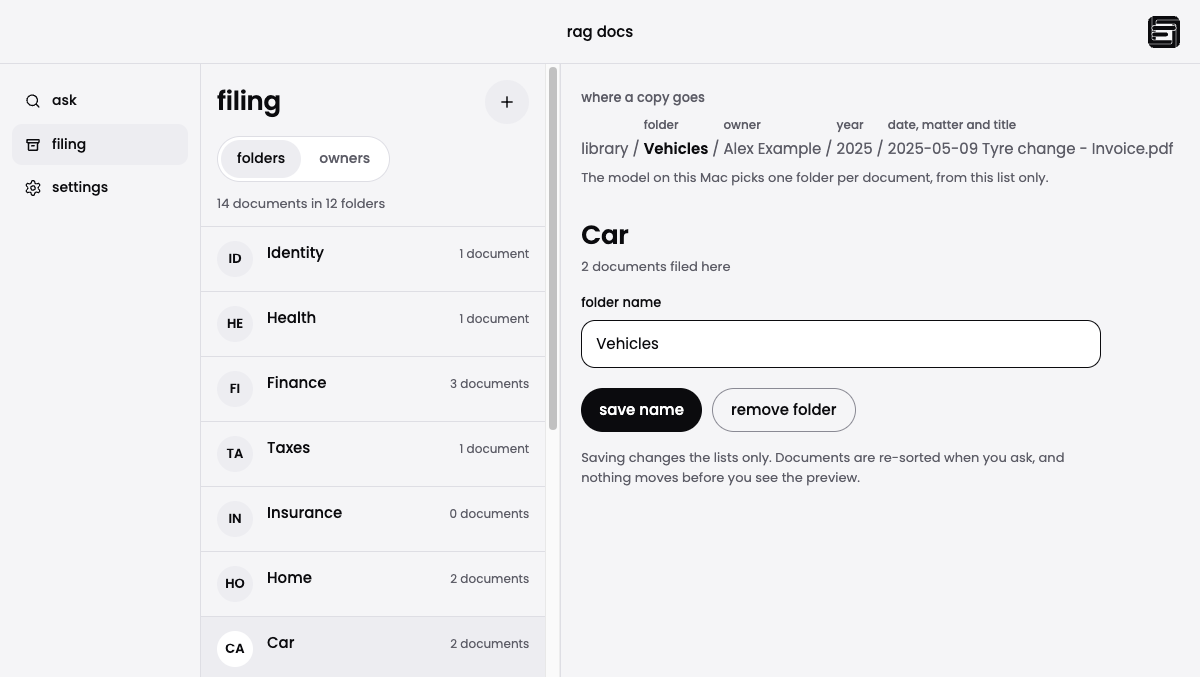 rag docs
ask
filing
settings
filing
+
folders owners
14 documents in 12 folders
ID Identity 1 document
HE Health 1 document
FI Finance 3 documents
TA Taxes 1 document
IN Insurance 0 documents
HO Home 2 documents
CA Car 2 documents
where a copy goes
folder owner year date, matter and title
library / Vehicles / Alex Example / 2025 / 2025-05-09 Tyre change - Invoice.pdf
The model on this Mac picks one folder per document, from this list only.
Car
2 documents filed here
folder name
Vehicles
save name remove folder
Saving changes the lists only. Documents are re-sorted when you ask, and
nothing moves before you see the preview.